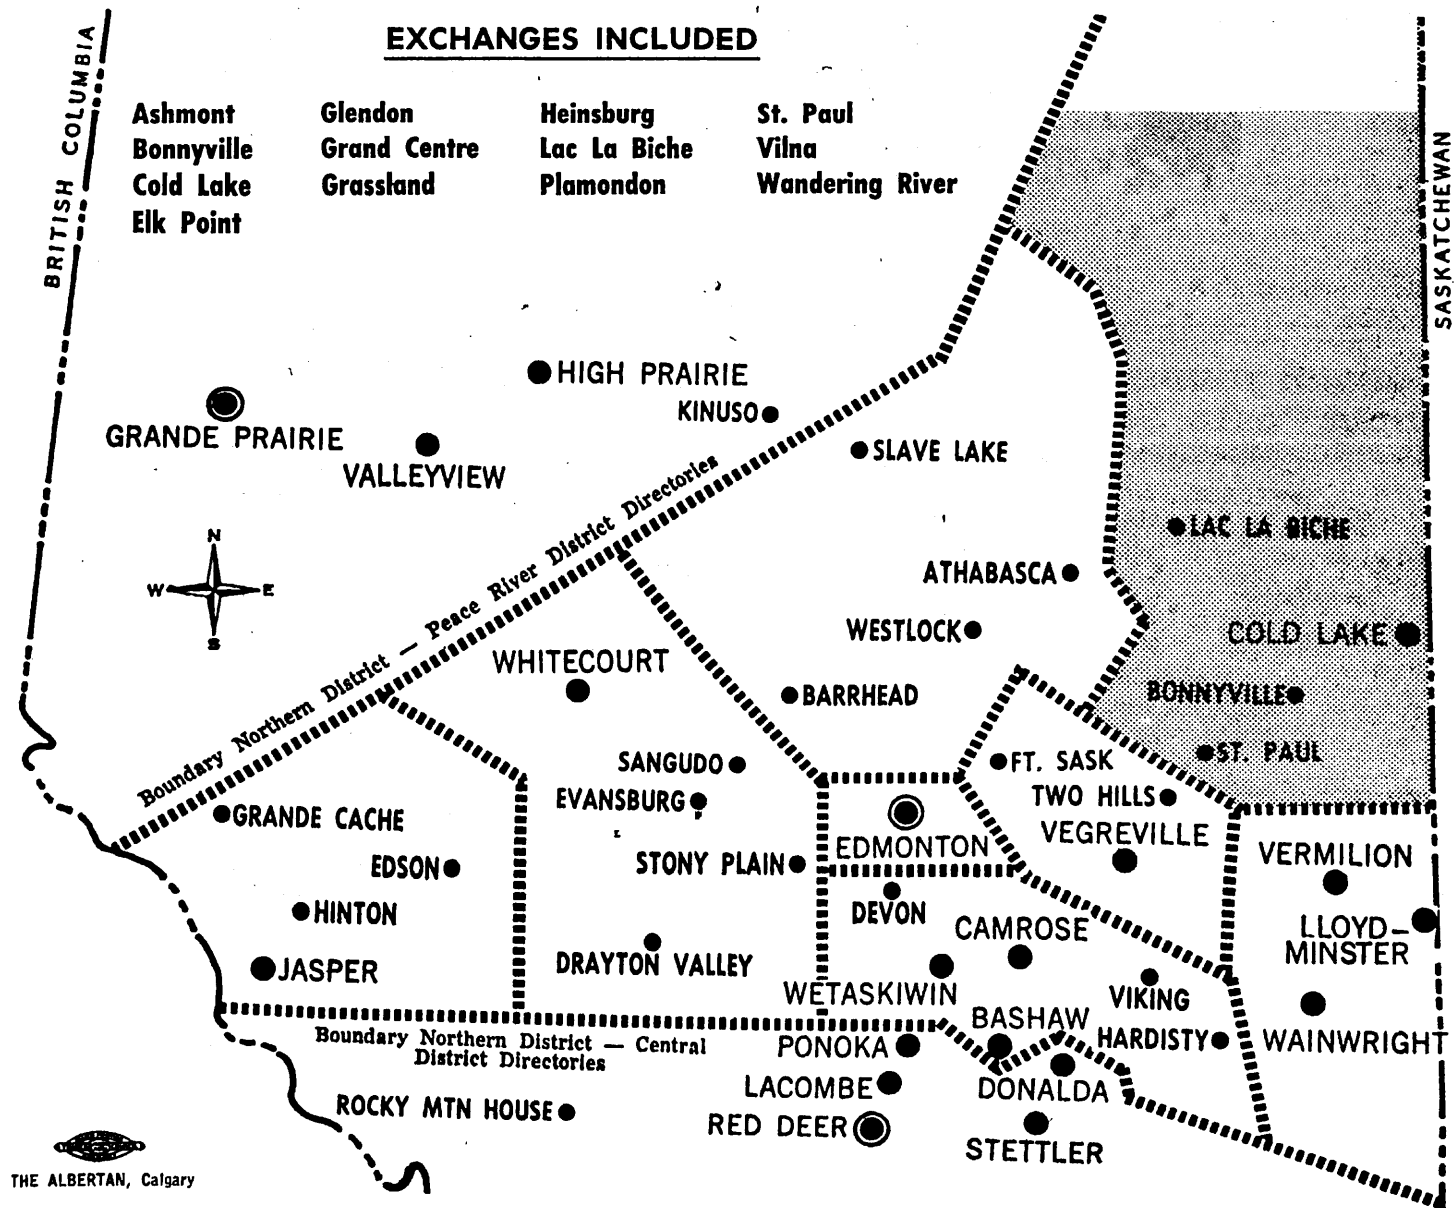 EXCHANGES INCLUDED
Ashmont Glendon Heinsburg St. Paul
Bonnyville Grand Centre Lac La Biche Vilna
Cold Lake Grassland Plamondon Wandering River
Elk Point
BRITISH COLUMBIA
SASKATCHEWAN
HIGH PRAIRIE
KINUSO
GRANDE PRAIRIE
VALLEYVIEW
SLAVE LAKE
Boundary Northern District — Peace River District Directories
N
W E
S
LAC LA BICHE
ATHABASCA
WESTLOCK
COLD LAKE
WHITECOURT
BARRHEAD
BONNYVILLE
ST. PAUL
SANGUDO
FT. SASK
EVANSBURG
TWO HILLS
GRANDE CACHE
EDMONTON
VEGREVILLE
VERMILION
EDSON
STONY PLAIN
HINTON
DEVON
CAMROSE
LLOYD-
MINSTER
JASPER
DRAYTON VALLEY
WETASKIWIN
VIKING
BASHAW
HARDISTY
WAINWRIGHT
Boundary Northern District — Central
District Directories
PONOKA
LACOMBE
DONALDA
ROCKY MTN HOUSE
RED DEER
STETTLER
THE ALBERTAN, Calgary